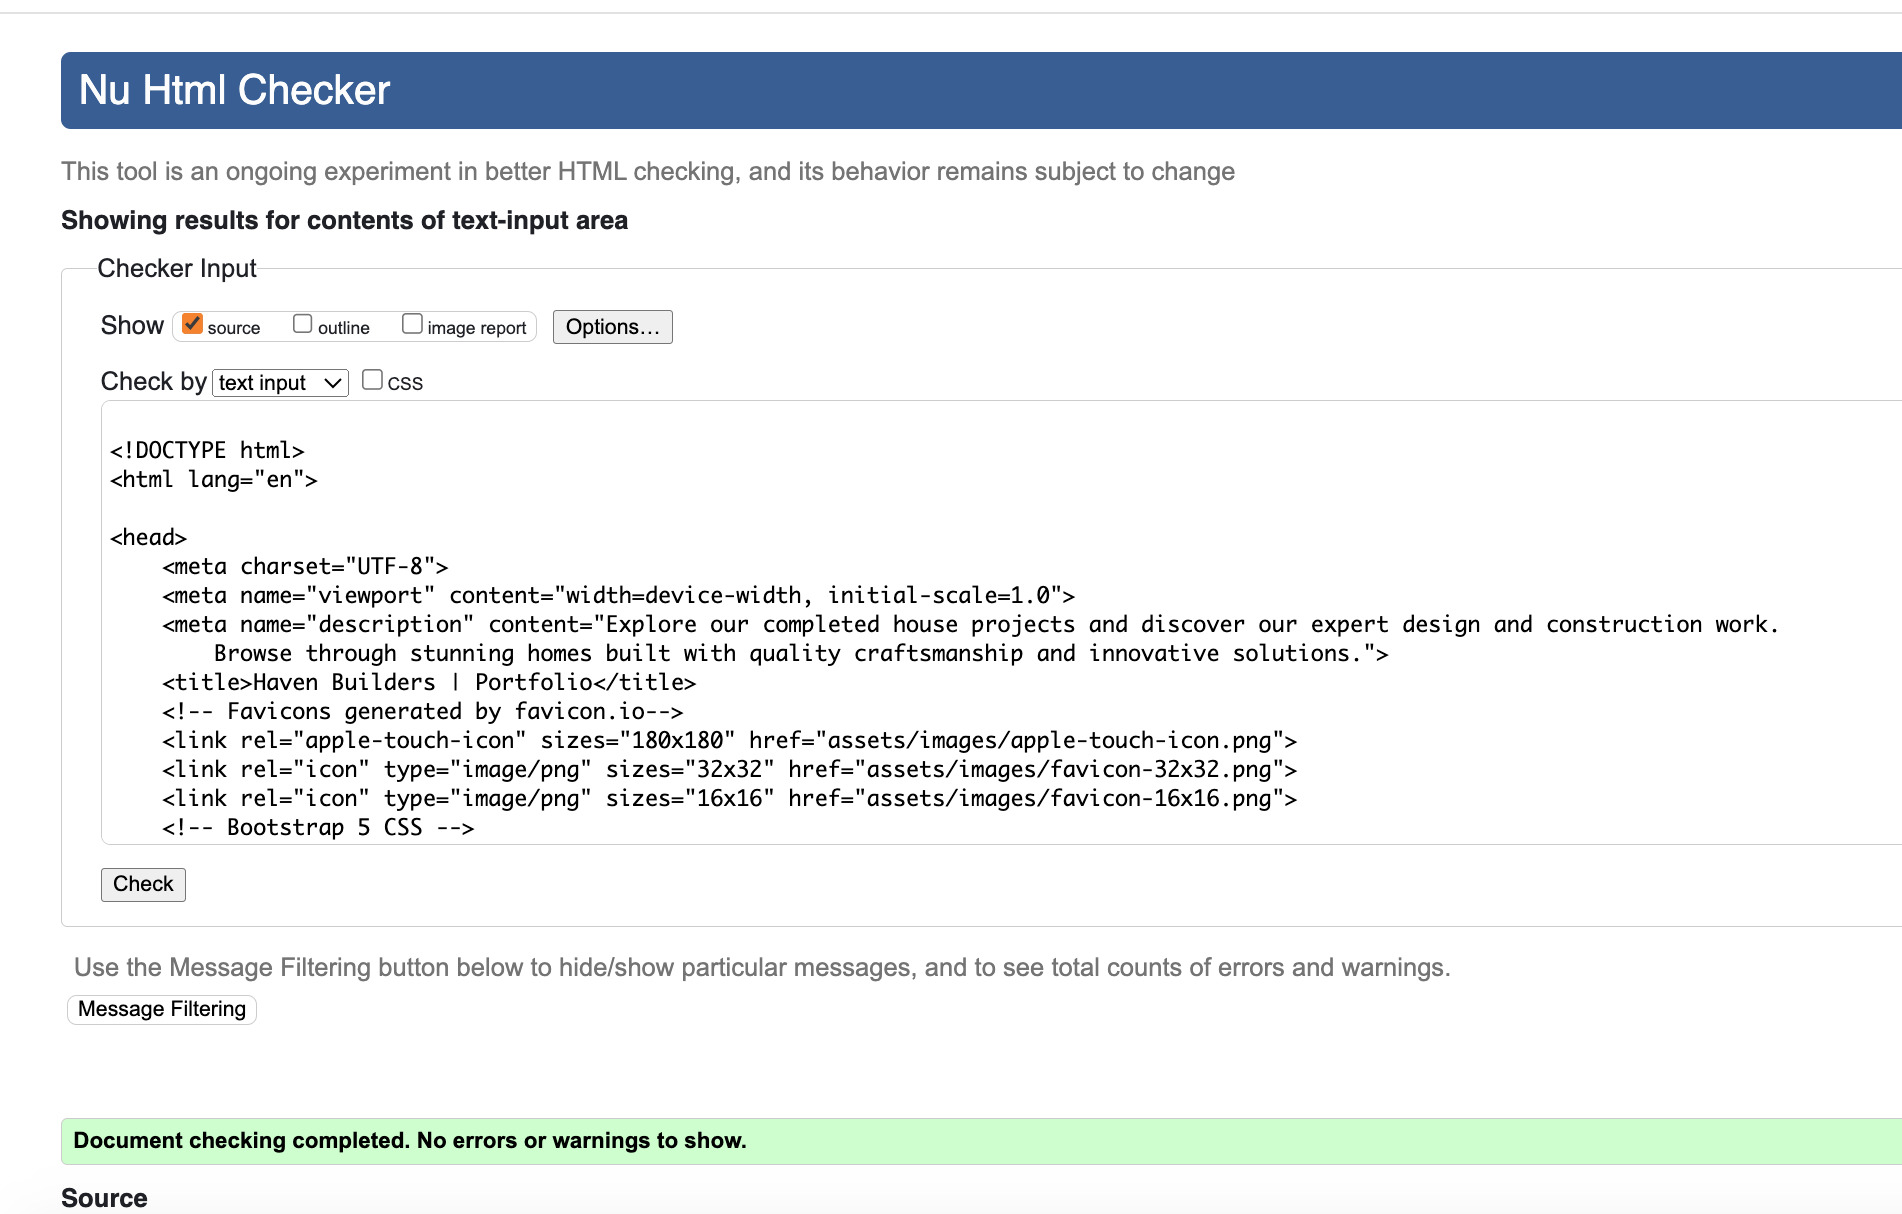 Nu Html Checker
This tool is an ongoing experiment in better HTML checking, and its behavior remains subject to change
Showing results for contents of text-input area
Checker Input
Show source outline image report Options...
Check by text input CSS
<!DOCTYPE html>
<html lang="en">
<head>
    <meta charset="UTF-8">
    <meta name="viewport" content="width=device-width, initial-scale=1.0">
    <meta name="description" content="Explore our completed house projects and discover our expert design and construction work.
        Browse through stunning homes built with quality craftsmanship and innovative solutions.">
    <title>Haven Builders | Portfolio</title>
    <!-- Favicons generated by favicon.io-->
    <link rel="apple-touch-icon" sizes="180x180" href="assets/images/apple-touch-icon.png">
    <link rel="icon" type="image/png" sizes="32x32" href="assets/images/favicon-32x32.png">
    <link rel="icon" type="image/png" sizes="16x16" href="assets/images/favicon-16x16.png">
    <!-- Bootstrap 5 CSS -->
Check
Use the Message Filtering button below to hide/show particular messages, and to see total counts of errors and warnings.
Message Filtering
Document checking completed. No errors or warnings to show.
Source